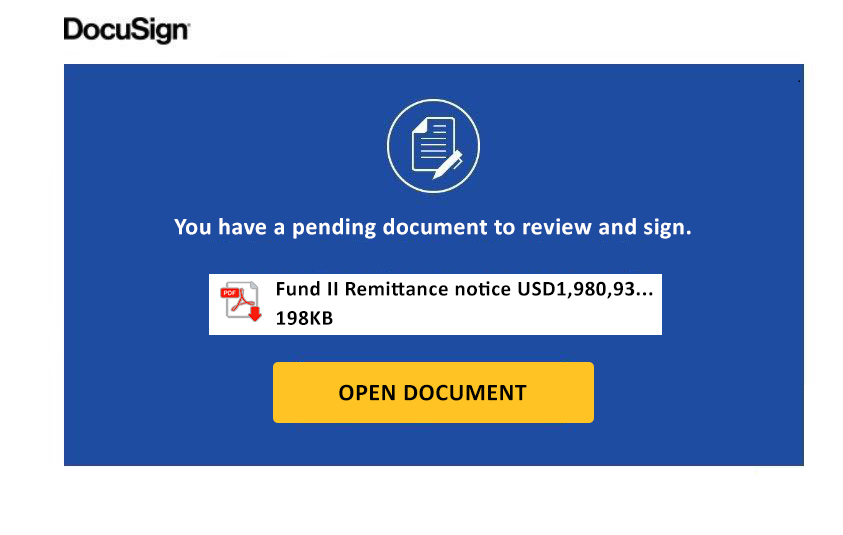 DocuSign
You have a pending document to review and sign.
PDF
Fund II Remittance notice USD1,980,93...
198KB
OPEN DOCUMENT